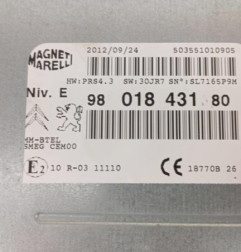 MAGNETI
MARELLI
2012/09/24 503551010905
HW:PRS4.3 SW:30JR7 SN°:SL7165P9M
Niv. E
98 018 431 80
MM-BTEL
SMEG CEM00
E2 10 R-03 11110 CE 18770B 26